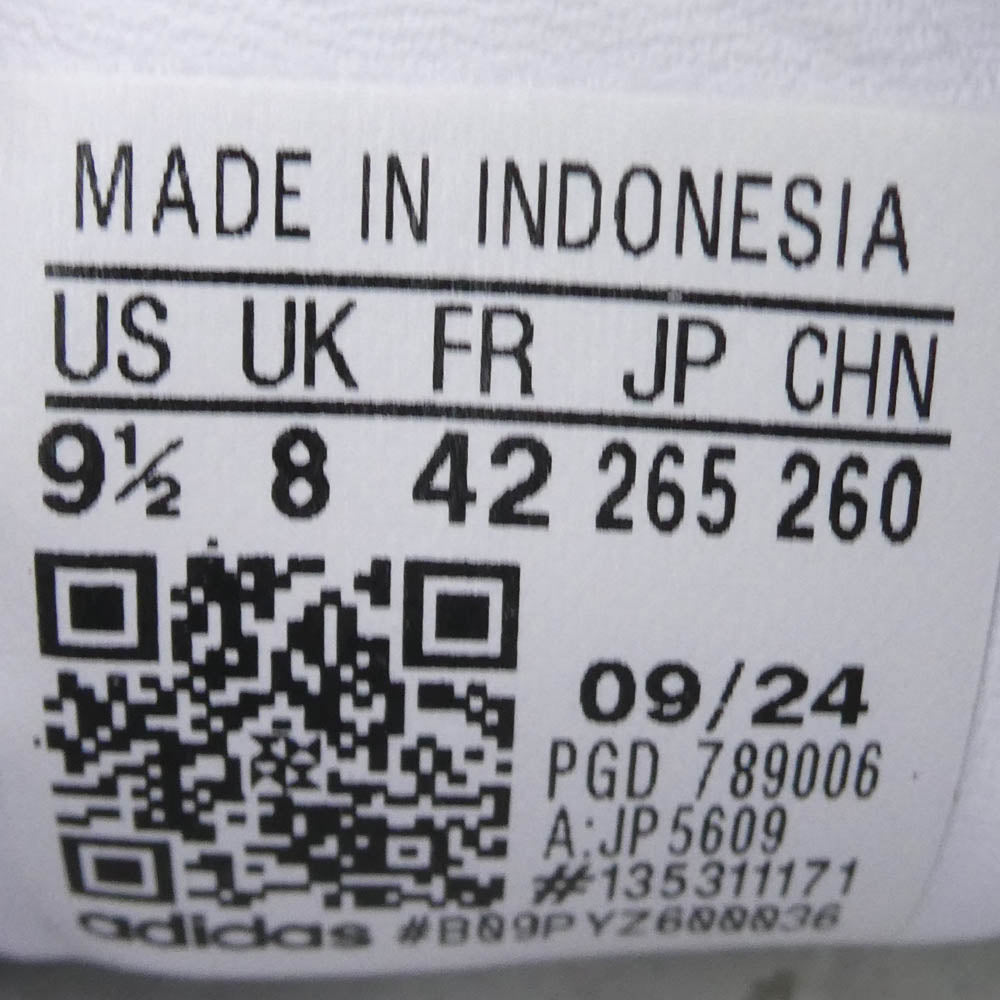 MADE IN INDONESIA
US UK FR JP CHN
9½ 8 42 265 260
09/24
PGD 789006
A:JP5609
#135311171
adidas #B09PYZ600036